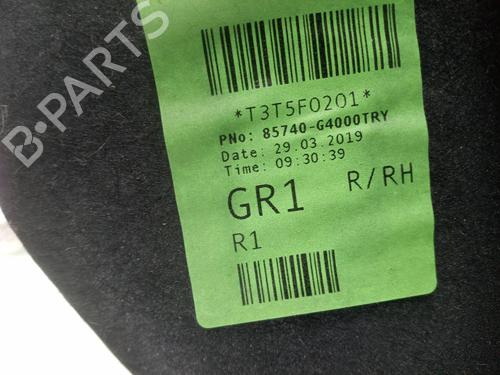 *T3T5F0201*
PNo: 85740-G4000TRY
Date: 29.03.2019
Time: 09:30:39
GR1 R/RH
R1
B-PARTS